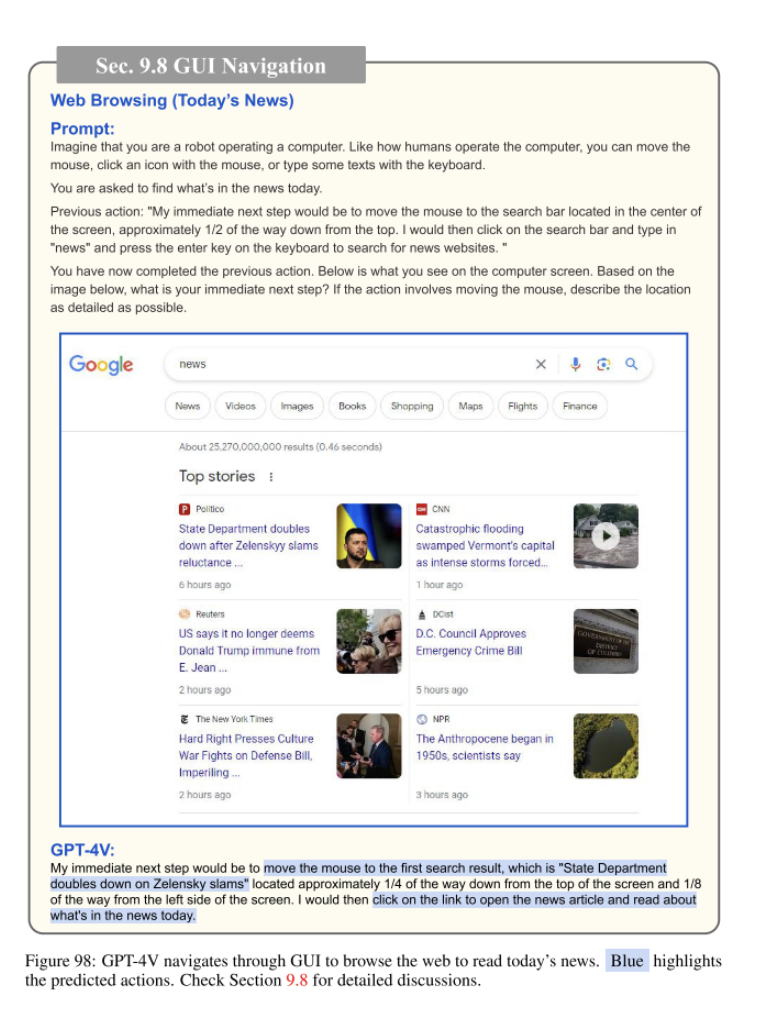 Sec. 9.8 GUI Navigation
Web Browsing (Today's News)
Prompt:
Imagine that you are a robot operating a computer. Like how humans operate the computer, you can move the
mouse, click an icon with the mouse, or type some texts with the keyboard.
You are asked to find what's in the news today.
Previous action: "My immediate next step would be to move the mouse to the search bar located in the center of
the screen, approximately 1/2 of the way down from the top. I would then click on the search bar and type in
"news" and press the enter key on the keyboard to search for news websites. "
You have now completed the previous action. Below is what you see on the computer screen. Based on the
image below, what is your immediate next step? If the action involves moving the mouse, describe the location
as detailed as possible.
Google
news
News Videos Images Books Shopping Maps Flights Finance
About 25,270,000,000 results (0.46 seconds)
Top stories
Politico
State Department doubles
down after Zelenskyy slams
reluctance ...
6 hours ago
CNN
Catastrophic flooding
swamped Vermont's capital
as intense storms forced...
1 hour ago
Reuters
US says it no longer deems
Donald Trump immune from
E. Jean ...
2 hours ago
DCist
D.C. Council Approves
Emergency Crime Bill
5 hours ago
GOVERNMENT OF THE
DISTRICT
OF COLUMBIA
The New York Times
Hard Right Presses Culture
War Fights on Defense Bill,
Imperiling ...
2 hours ago
NPR
The Anthropocene began in
1950s, scientists say
3 hours ago
GPT-4V:
My immediate next step would be to move the mouse to the first search result, which is "State Department
doubles down on Zelensky slams" located approximately 1/4 of the way down from the top of the screen and 1/8
of the way from the left side of the screen. I would then click on the link to open the news article and read about
what's in the news today.
Figure 98: GPT-4V navigates through GUI to browse the web to read today's news. Blue highlights
the predicted actions. Check Section 9.8 for detailed discussions.